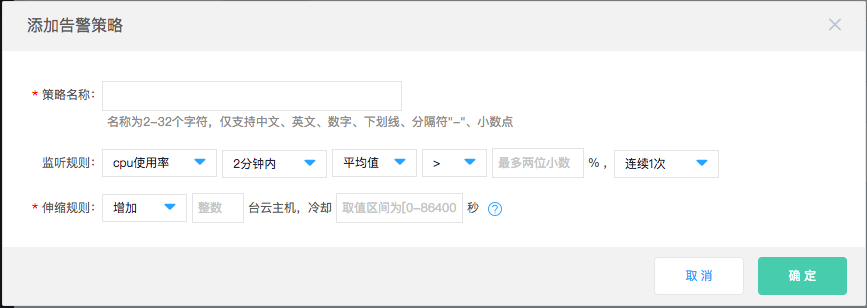 添加告警策略
* 策略名称:
名称为2-32个字符，仅支持中文、英文、数字、下划线、分隔符"-"、小数点
监听规则: cpu使用率 2分钟内 平均值 > 最多两位小数 % ， 连续1次
* 伸缩规则: 增加 整数 台云主机，冷却 取值区间为[0-86400 秒 ?
取 消 确 定